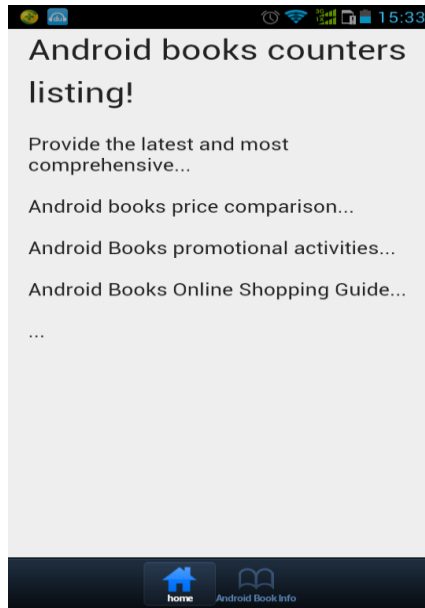 15:33
Android books counters
listing!
Provide the latest and most
comprehensive...
Android books price comparison...
Android Books promotional activities...
Android Books Online Shopping Guide...
...
home
Android Book Info